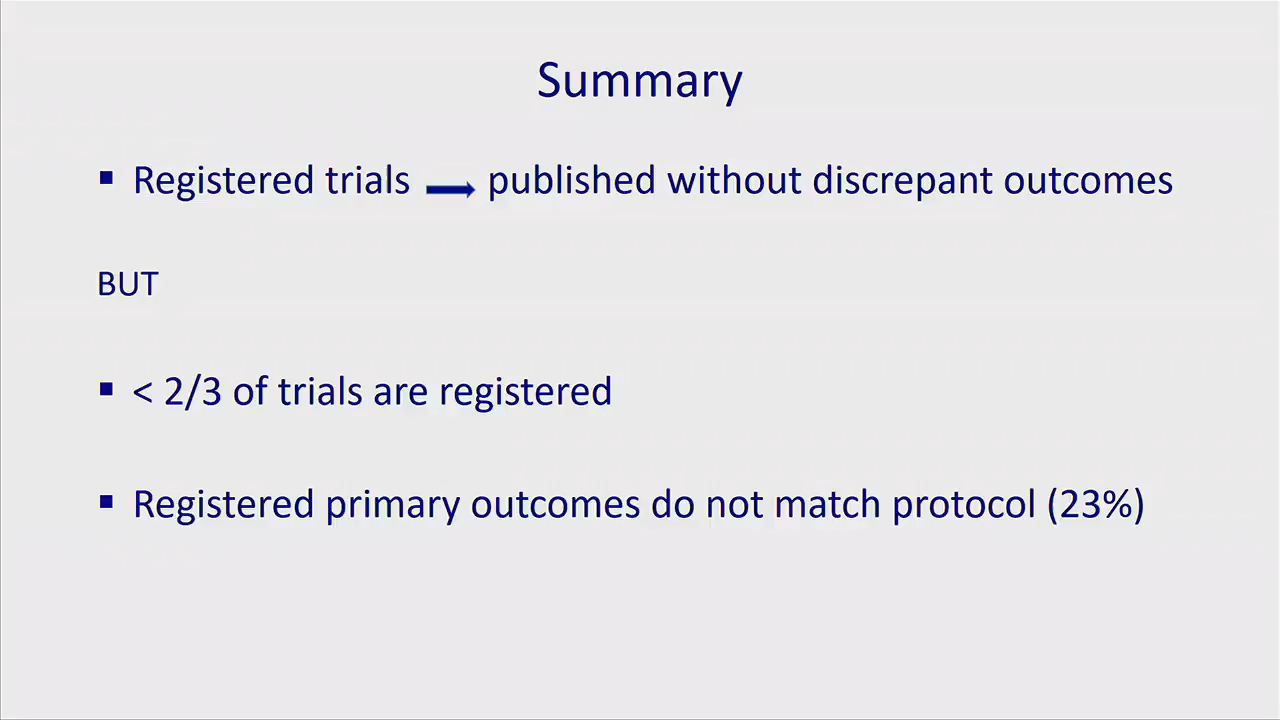 Summary
▪ Registered trials → published without discrepant outcomes
BUT
▪ < 2/3 of trials are registered
▪ Registered primary outcomes do not match protocol (23%)